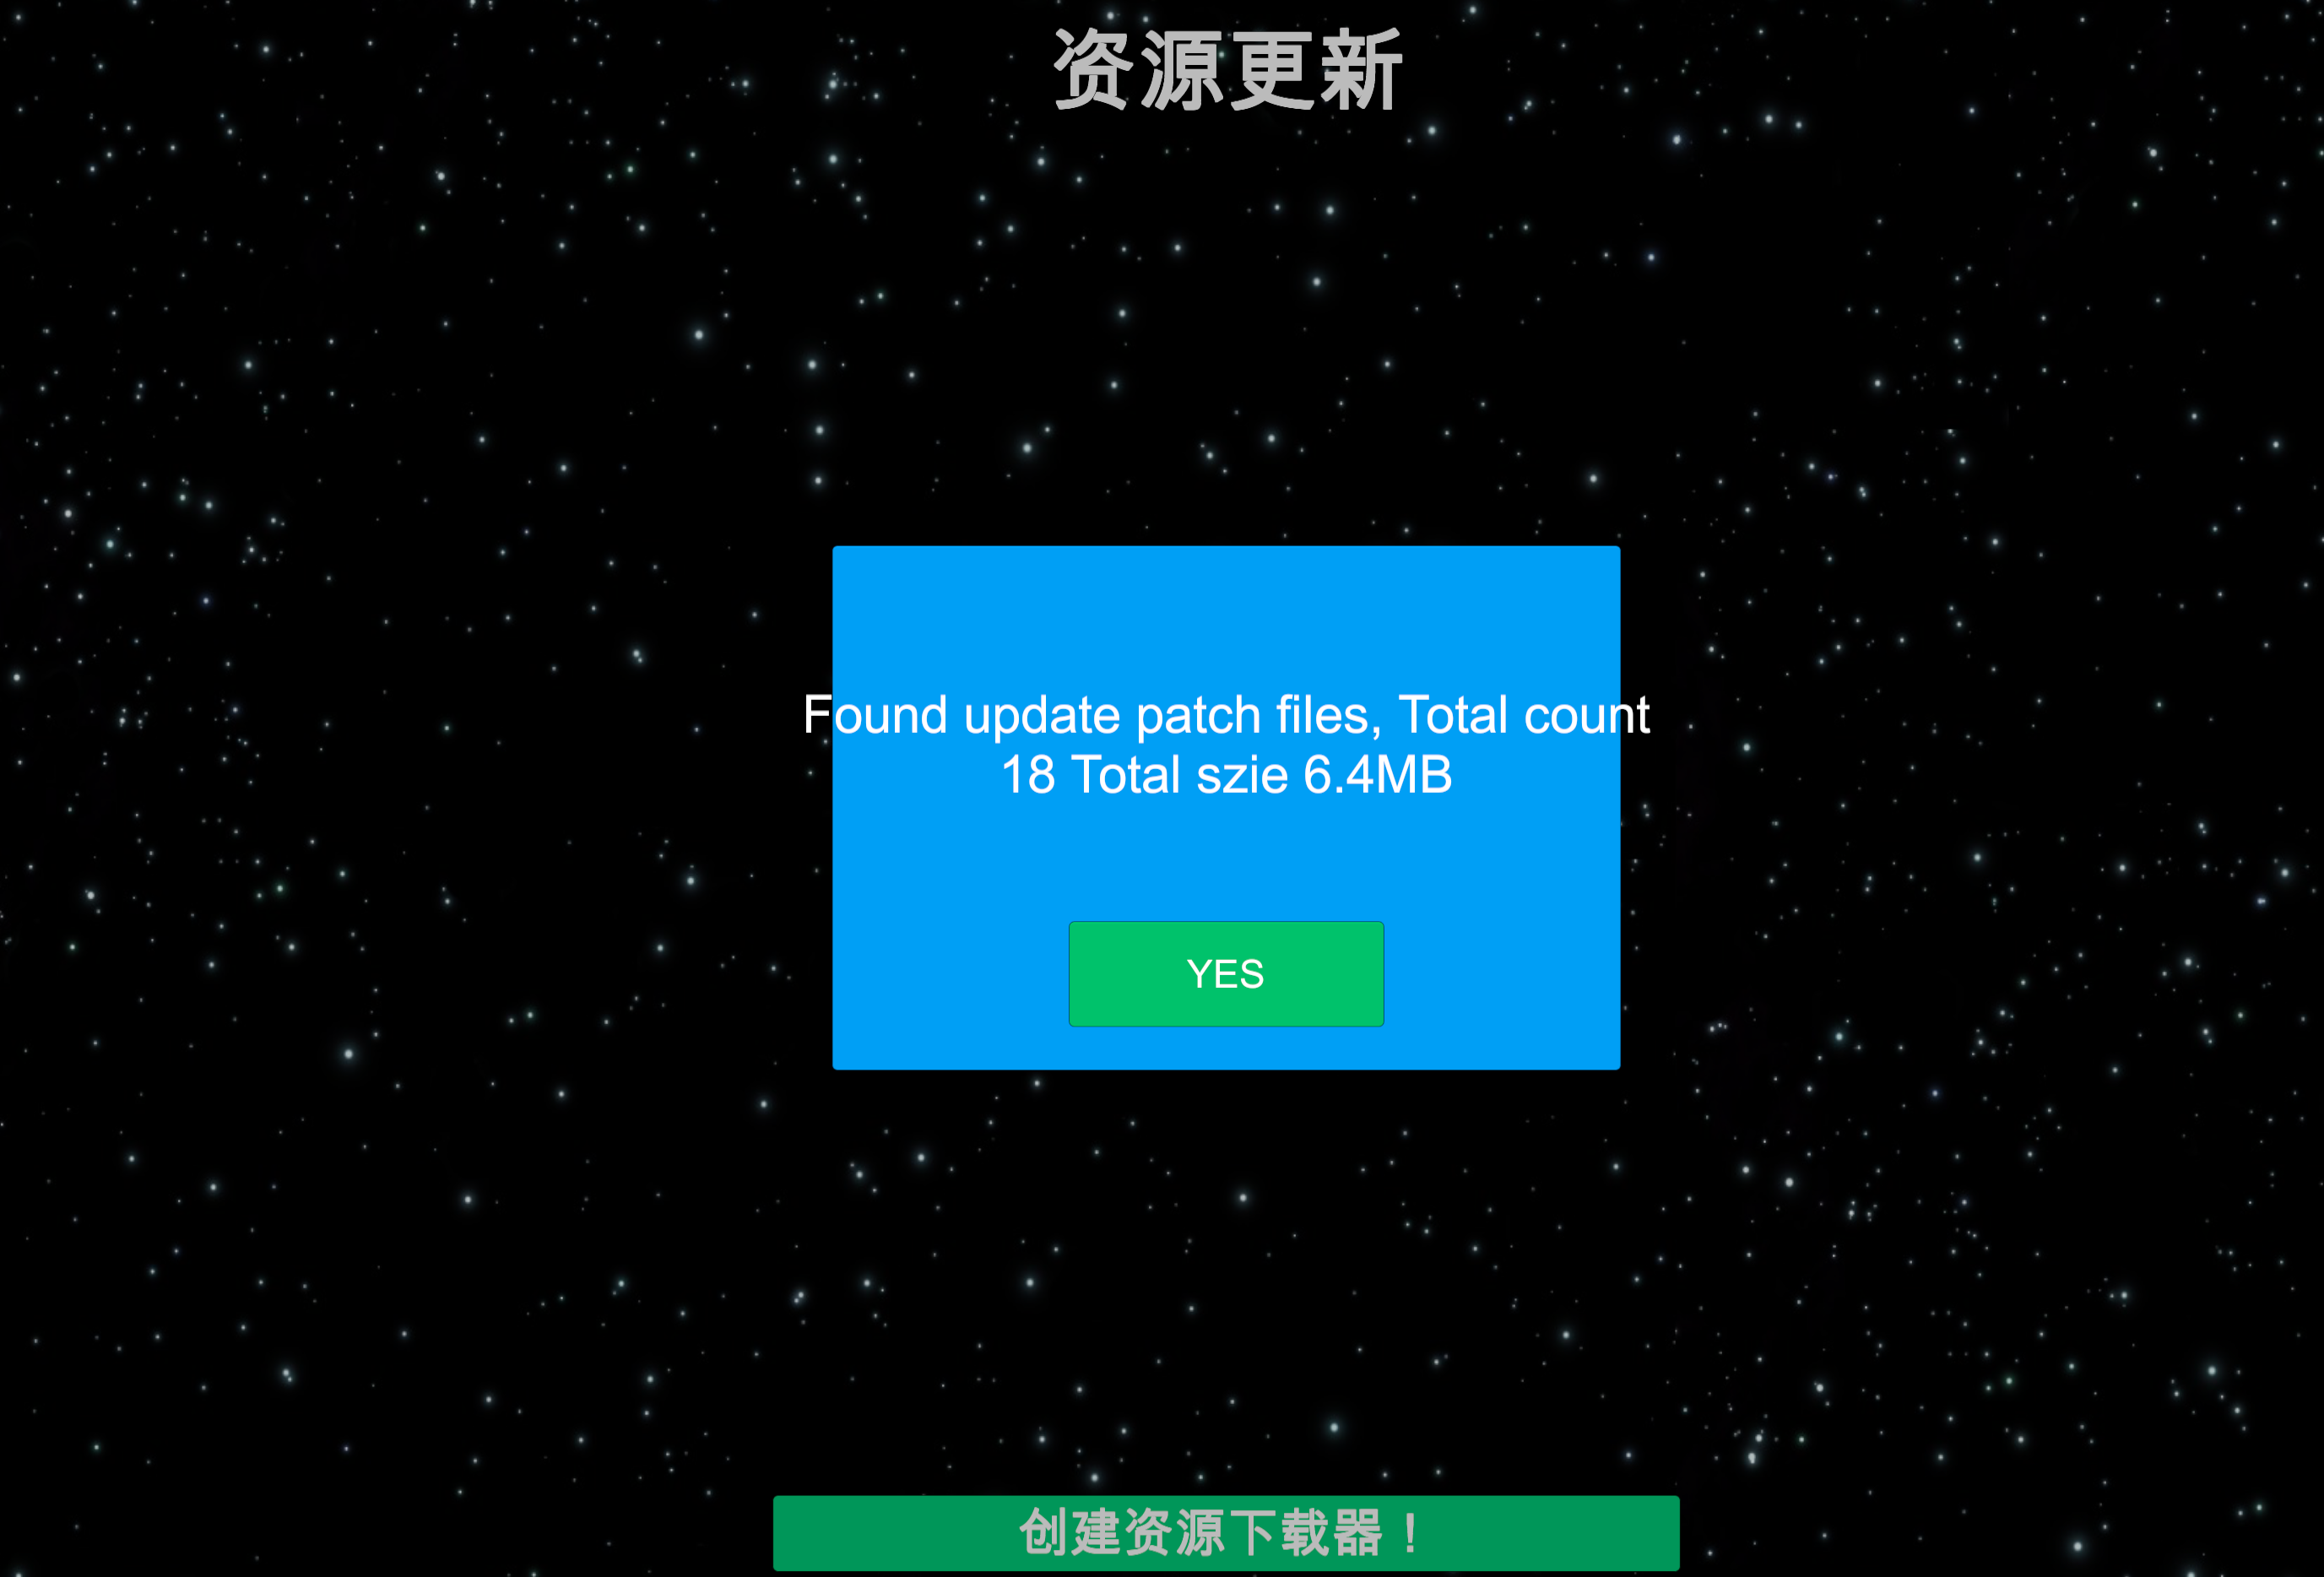 资源更新
Found update patch files, Total count
18 Total szie 6.4MB
YES
创建资源下载器！